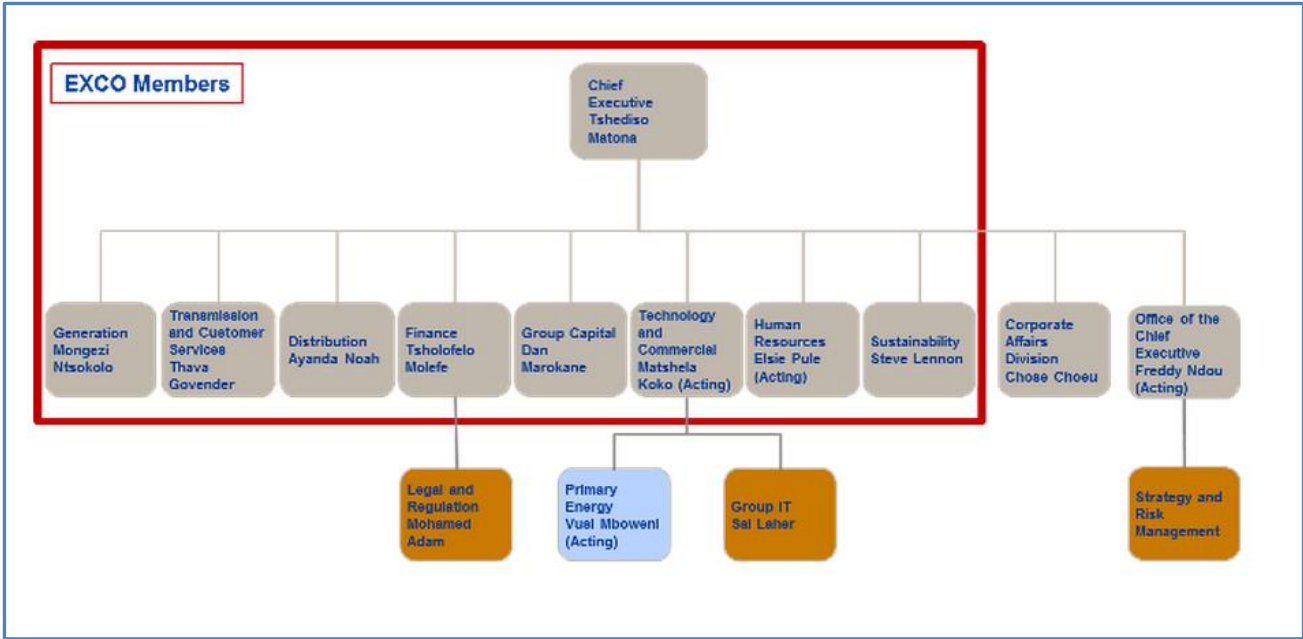 EXCO Members
Chief
Executive
Tshediso
Matona
Generation
Mongezi
Ntsokolo
Transmission
and Customer
Services
Thava
Govender
Distribution
Ayanda Noah
Finance
Tsholofelo
Molefe
Group Capital
Dan
Marokane
Technology
and
Commercial
Matshela
Koko (Acting)
Human
Resources
Elsie Pule
(Acting)
Sustainability
Steve Lennon
Corporate
Affairs
Division
Chose Choeu
Office of the
Chief
Executive
Freddy Ndou
(Acting)
Legal and
Regulation
Mohamed
Adam
Primary
Energy
Vusi Mboweni
(Acting)
Group IT
Sal Laher
Strategy and
Risk
Management